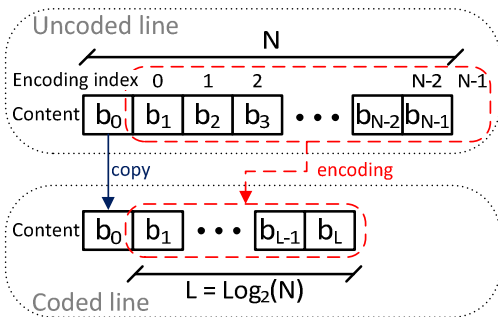 Uncoded line
N
Encoding index 0 1 2 N-2 N-1
Content b0 b1 b2 b3 ••• bN-2 bN-1
copy encoding
Content b0 b1 ••• bL-1 bL
L = Log2(N)
Coded line